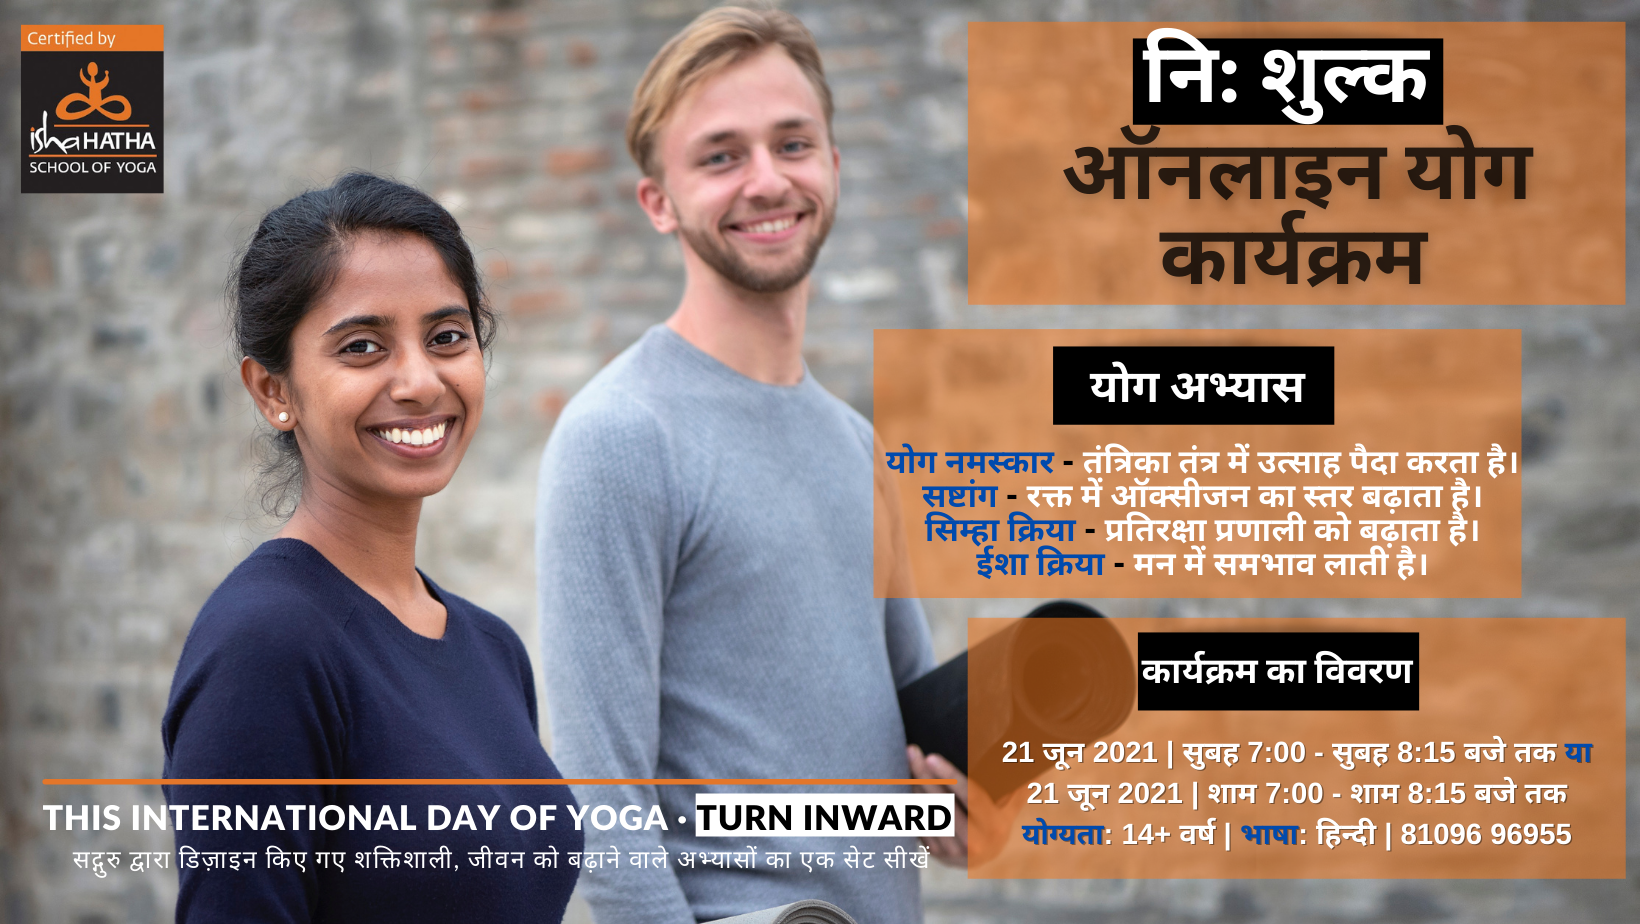 Certified by
isha HATHA
SCHOOL OF YOGA
नि: शुल्क
ऑनलाइन योग
कार्यक्रम
योग अभ्यास
योग नमस्कार - तंत्रिका तंत्र में उत्साह पैदा करता है।
सष्टांग - रक्त में ऑक्सीजन का स्तर बढ़ाता है।
सिम्हा क्रिया - प्रतिरक्षा प्रणाली को बढ़ाता है।
ईशा क्रिया - मन में समभाव लाती है।
कार्यक्रम का विवरण
21 जून 2021 | सुबह 7:00 - सुबह 8:15 बजे तक या
21 जून 2021 | शाम 7:00 - शाम 8:15 बजे तक
योग्यता: 14+ वर्ष | भाषा: हिन्दी | 81096 96955
THIS INTERNATIONAL DAY OF YOGA · TURN INWARD
सद्गुरु द्वारा डिज़ाइन किए गए शक्तिशाली, जीवन को बढ़ाने वाले अभ्यासों का एक सेट सीखें